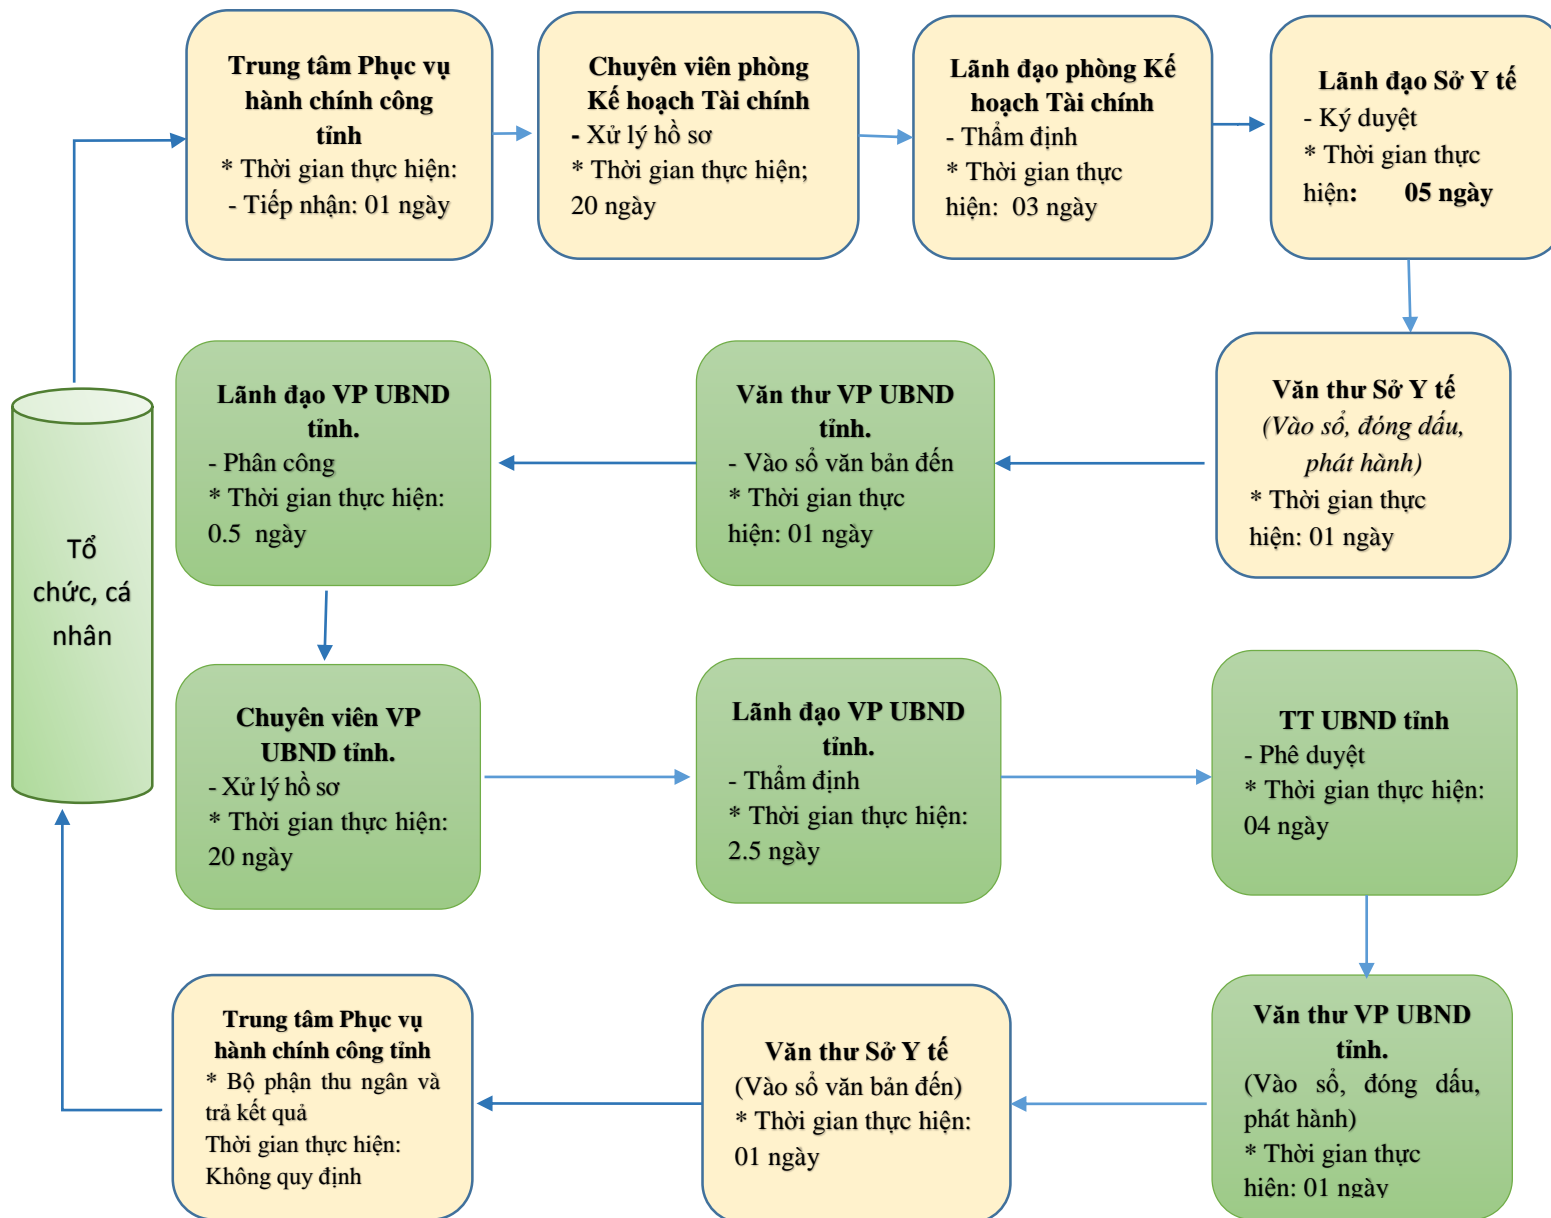 Trung tâm Phục vụ
hành chính công
tỉnh
* Thời gian thực hiện:
- Tiếp nhận: 01 ngày
Chuyên viên phòng
Kế hoạch Tài chính
- Xử lý hồ sơ
* Thời gian thực hiện;
20 ngày
Lãnh đạo phòng Kế
hoạch Tài chính
- Thẩm định
* Thời gian thực
hiện: 03 ngày
Lãnh đạo Sở Y tế
- Ký duyệt
* Thời gian thực
hiện: 05 ngày
Văn thư Sở Y tế
(Vào sổ, đóng dấu,
phát hành)
* Thời gian thực
hiện: 01 ngày
Văn thư VP UBND
tỉnh.
- Vào sổ văn bản đến
* Thời gian thực
hiện: 01 ngày
Lãnh đạo VP UBND
tỉnh.
- Phân công
* Thời gian thực hiện:
0.5 ngày
Tổ
chức, cá
nhân
Chuyên viên VP
UBND tỉnh.
- Xử lý hồ sơ
* Thời gian thực hiện:
20 ngày
Lãnh đạo VP UBND
tỉnh.
- Thẩm định
* Thời gian thực hiện:
2.5 ngày
TT UBND tỉnh
- Phê duyệt
* Thời gian thực hiện:
04 ngày
Văn thư VP UBND
tỉnh.
(Vào sổ, đóng dấu,
phát hành)
* Thời gian thực
hiện: 01 ngày
Văn thư Sở Y tế
(Vào sổ văn bản đến)
* Thời gian thực hiện:
01 ngày
Trung tâm Phục vụ
hành chính công tỉnh
* Bộ phận thu ngân và
trả kết quả
Thời gian thực hiện:
Không quy định